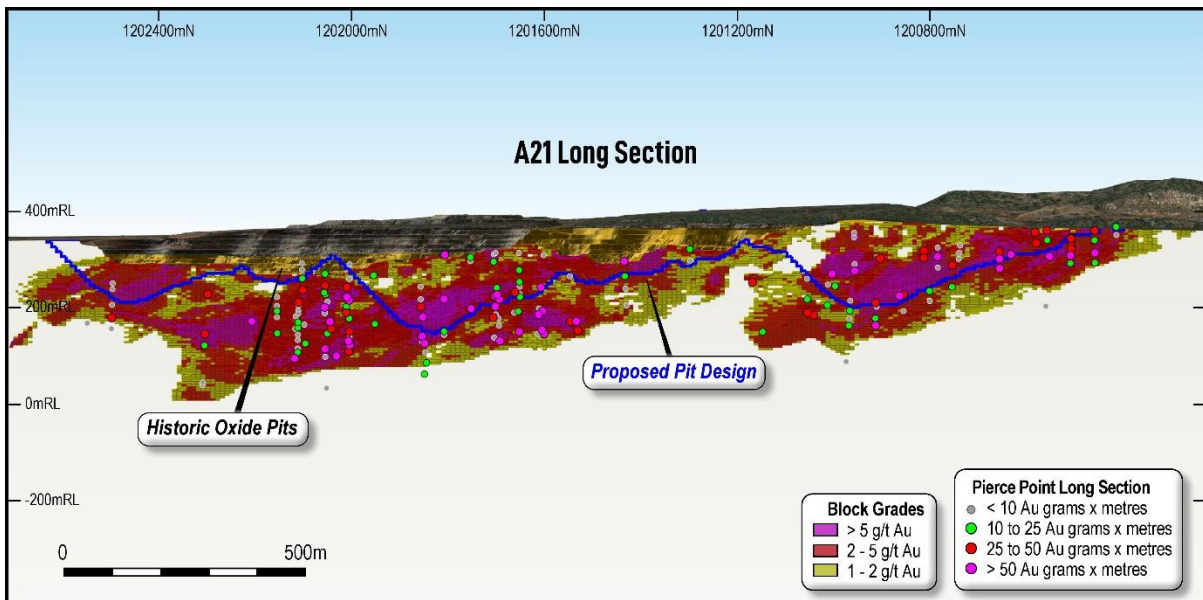 1202400mN 1202000mN 1201600mN 1201200mN 1200800mN
A21 Long Section
400mRL
200mRL
0mRL
-200mRL
Historic Oxide Pits
Proposed Pit Design
0 500m
Block Grades
> 5 g/t Au
2 - 5 g/t Au
1 - 2 g/t Au
Pierce Point Long Section
< 10 Au grams x metres
10 to 25 Au grams x metres
25 to 50 Au grams x metres
> 50 Au grams x metres